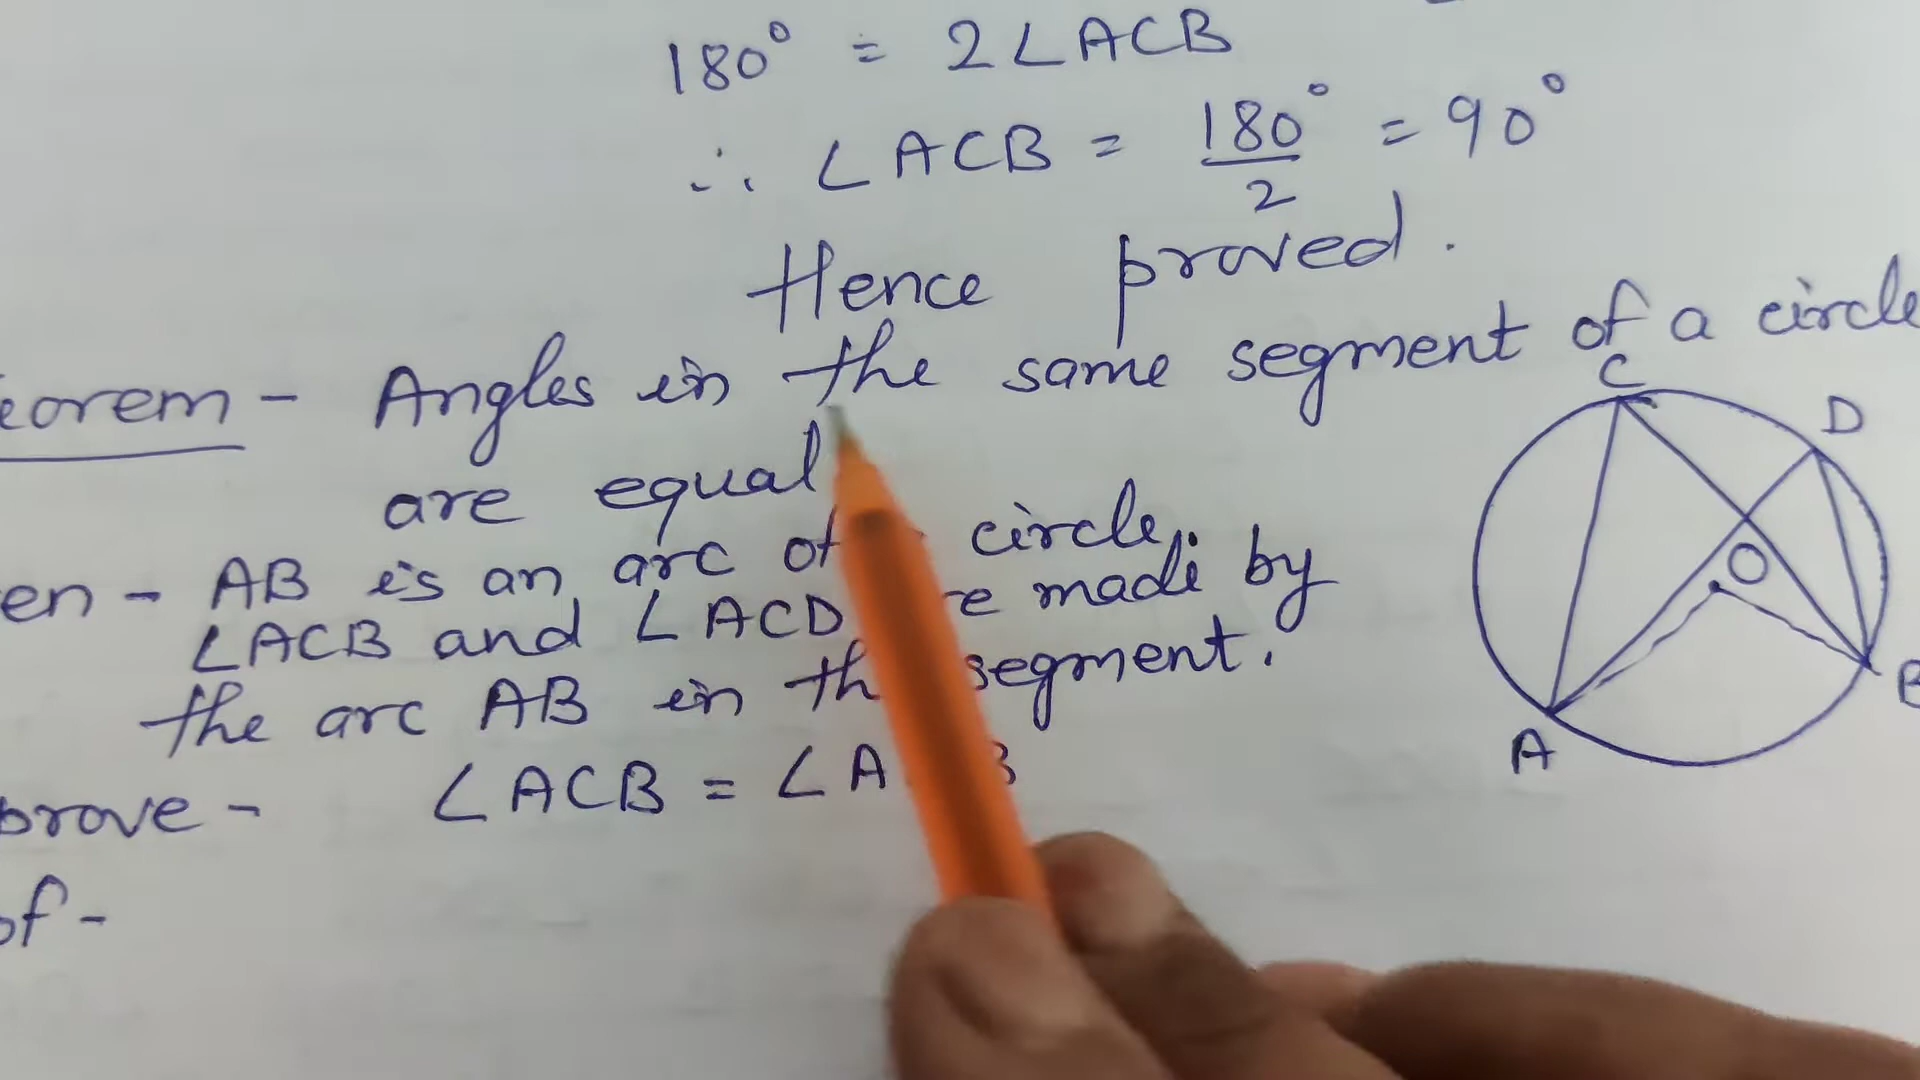 180° = 2∠ACB
∴ ∠ACB = 180°/2 = 90°
Hence proved.
eorem - Angles in the same segment of a circle
are equal
en - AB is an arc of circle.
∠ACB and ∠ACD made by
the arc AB in segment.
prove - ∠ACB = ∠A B
of -
C
D
O
A
B